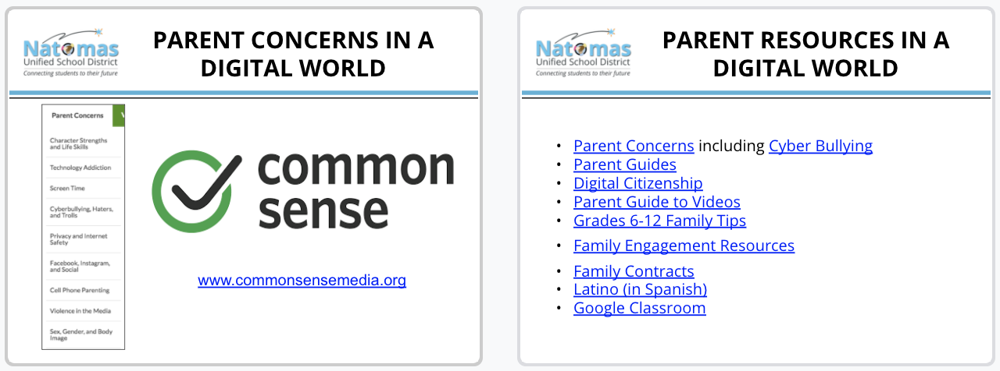 Natomas
Unified School District
Connecting students to their future
PARENT CONCERNS IN A
DIGITAL WORLD
Parent Concerns
Character Strengths
and Life Skills
Technology Addiction
Screen Time
Cyberbullying, Haters,
and Trolls
Privacy and Internet
Safety
Facebook, Instagram,
and Social
Cell Phone Parenting
Violence in the Media
Sex, Gender, and Body
Image
common
sense
www.commonsensemedia.org
Natomas
Unified School District
Connecting students to their future
PARENT RESOURCES IN A
DIGITAL WORLD
• Parent Concerns including Cyber Bullying
• Parent Guides
• Digital Citizenship
• Parent Guide to Videos
• Grades 6-12 Family Tips
• Family Engagement Resources
• Family Contracts
• Latino (in Spanish)
• Google Classroom